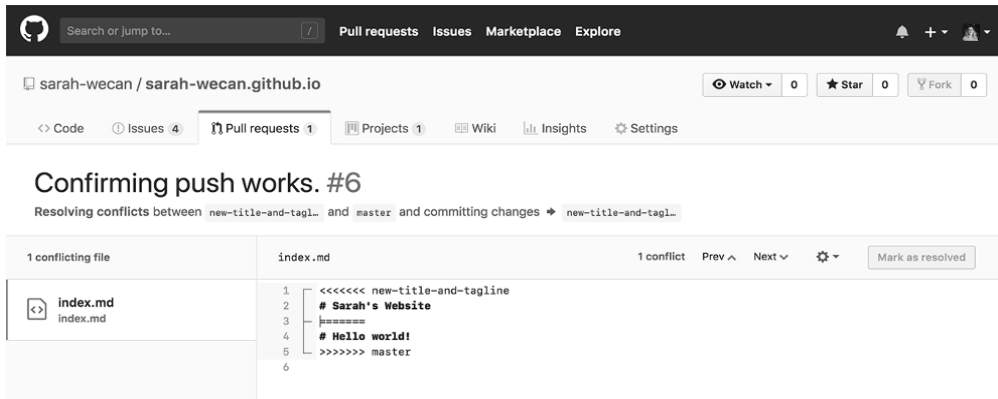 Search or jump to... / Pull requests Issues Marketplace Explore
sarah-wecan / sarah-wecan.github.io Watch 0 Star 0 Fork 0
Code Issues 4 Pull requests 1 Projects 1 Wiki Insights Settings
Confirming push works. #6
Resolving conflicts between new-title-and-tagl… and master and committing changes → new-title-and-tagl…
1 conflicting file index.md 1 conflict Prev Next Mark as resolved
index.md
index.md
1 <<<<<<< new-title-and-tagline
2 # Sarah's Website
3 =======
4 # Hello world!
5 >>>>>>> master
6